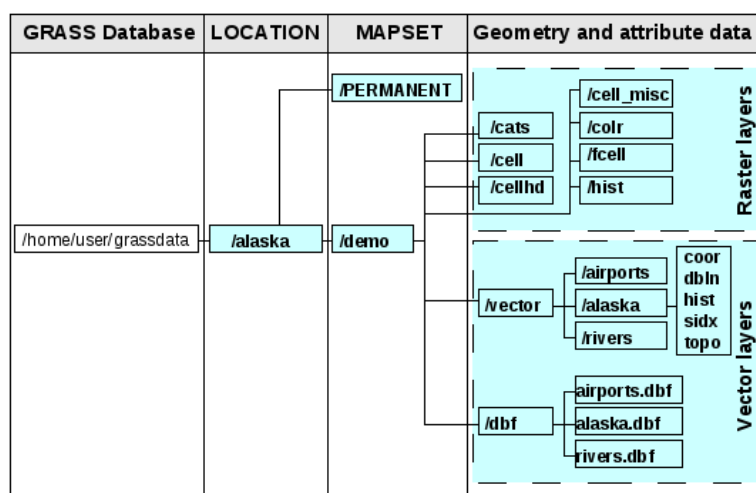 GRASS Database
LOCATION
MAPSET
Geometry and attribute data
/PERMANENT
/cell_misc
/cats
/colr
/cell
/fcell
/cellhd
/hist
Raster layers
/home/user/grassdata
/alaska
/demo
/vector
/airports
/alaska
/rivers
coor
dbln
hist
sidx
topo
/dbf
airports.dbf
alaska.dbf
rivers.dbf
Vector layers